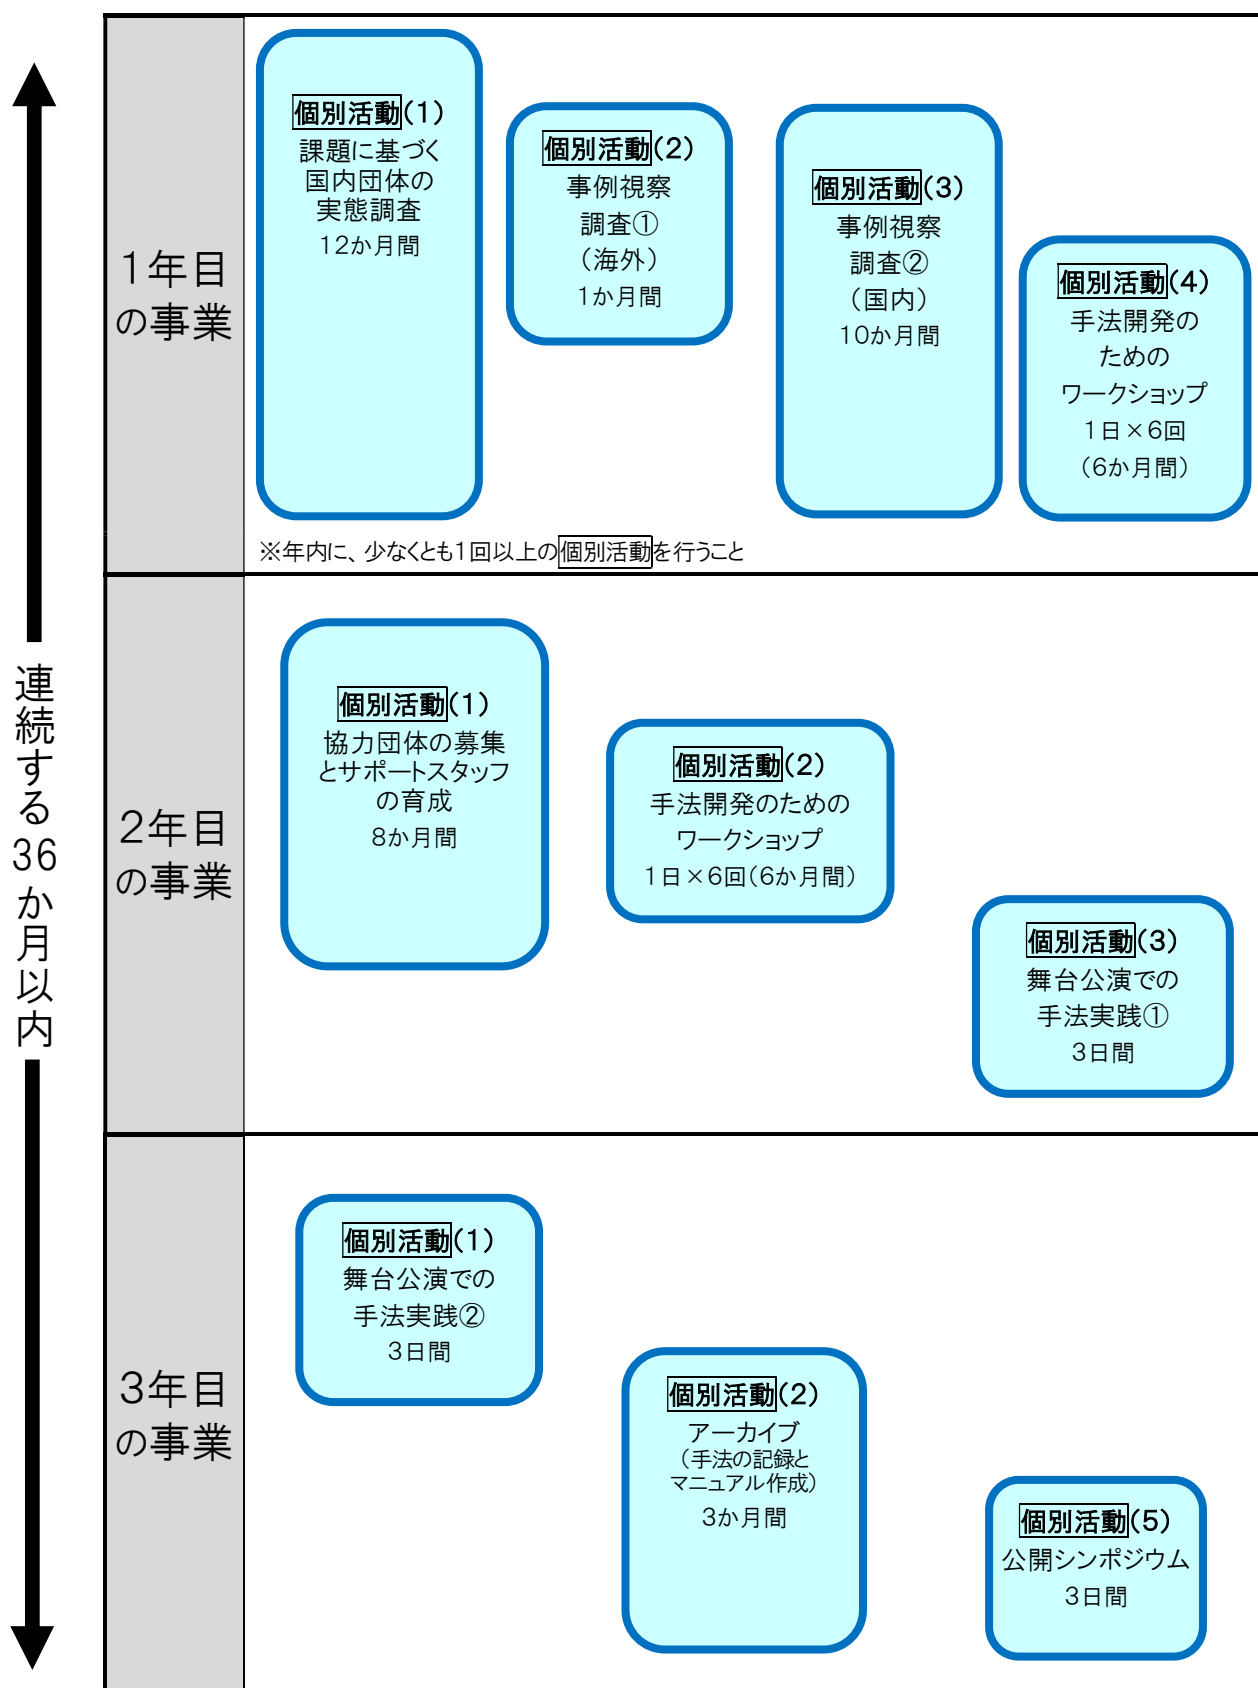 連続する36か月以内
1年目
の事業
個別活動(1)
課題に基づく
国内団体の
実態調査
12か月間
個別活動(2)
事例視察
調査①
(海外)
1か月間
個別活動(3)
事例視察
調査②
(国内)
10か月間
個別活動(4)
手法開発の
ための
ワークショップ
1日×6回
(6か月間)
※年内に、少なくとも1回以上の個別活動を行うこと
2年目
の事業
個別活動(1)
協力団体の募集
とサポートスタッフ
の育成
8か月間
個別活動(2)
手法開発のための
ワークショップ
1日×6回(6か月間)
個別活動(3)
舞台公演での
手法実践①
3日間
3年目
の事業
個別活動(1)
舞台公演での
手法実践②
3日間
個別活動(2)
アーカイブ
(手法の記録と
マニュアル作成)
3か月間
個別活動(5)
公開シンポジウム
3日間